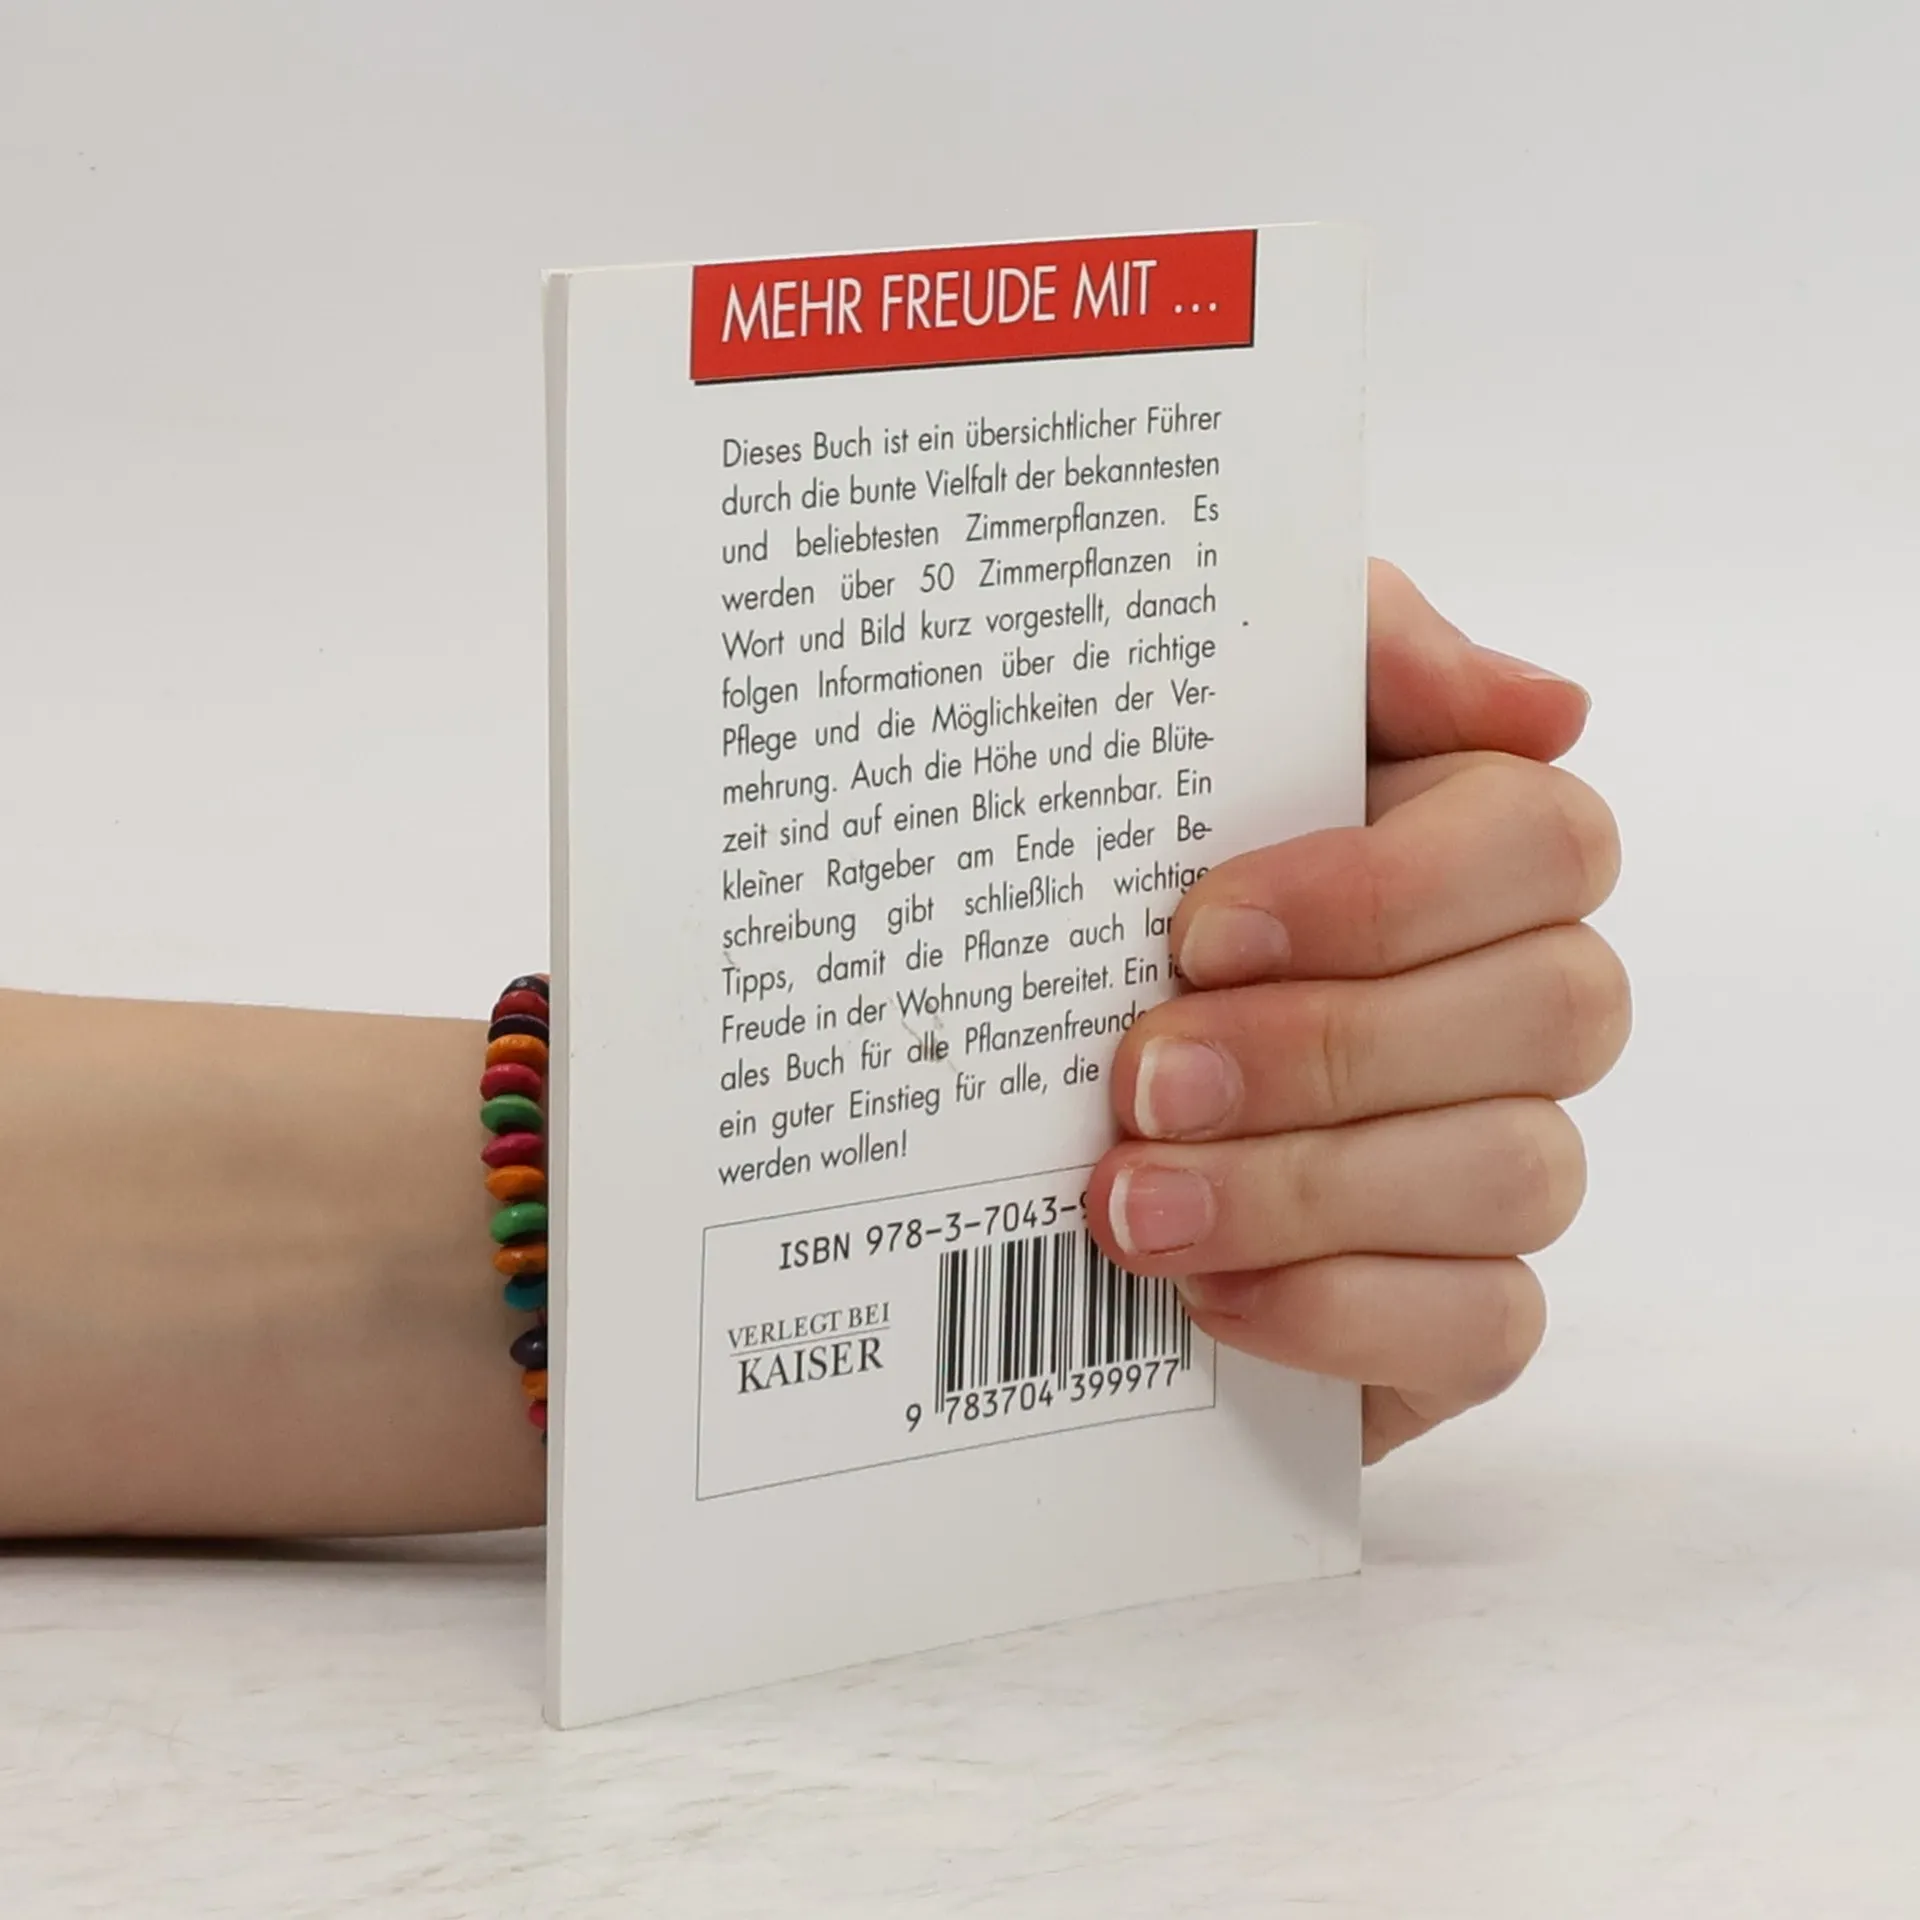 MEHR FREUDE MIT ...
Dieses Buch ist ein übersichtlicher Führer
durch die bunte Vielfalt der bekanntesten
und beliebtesten Zimmerpflanzen. Es
werden über 50 Zimmerpflanzen in
Wort und Bild kurz vorgestellt, danach
folgen Informationen über die richtige
Pflege und die Möglichkeiten der Ver-
mehrung. Auch die Höhe und die Blüte-
zeit sind auf einen Blick erkennbar. Ein
kleiner Ratgeber am Ende jeder Be-
schreibung gibt schließlich wichtige
Tipps, damit die Pflanze auch
Freude in der Wohnung bereitet. Ein
ales Buch für alle Pflanzenfreunde
ein guter Einstieg für alle, die
werden wollen!
ISBN 978-3-7043-
VERLEGT BEI
KAISER
9 783704 399977